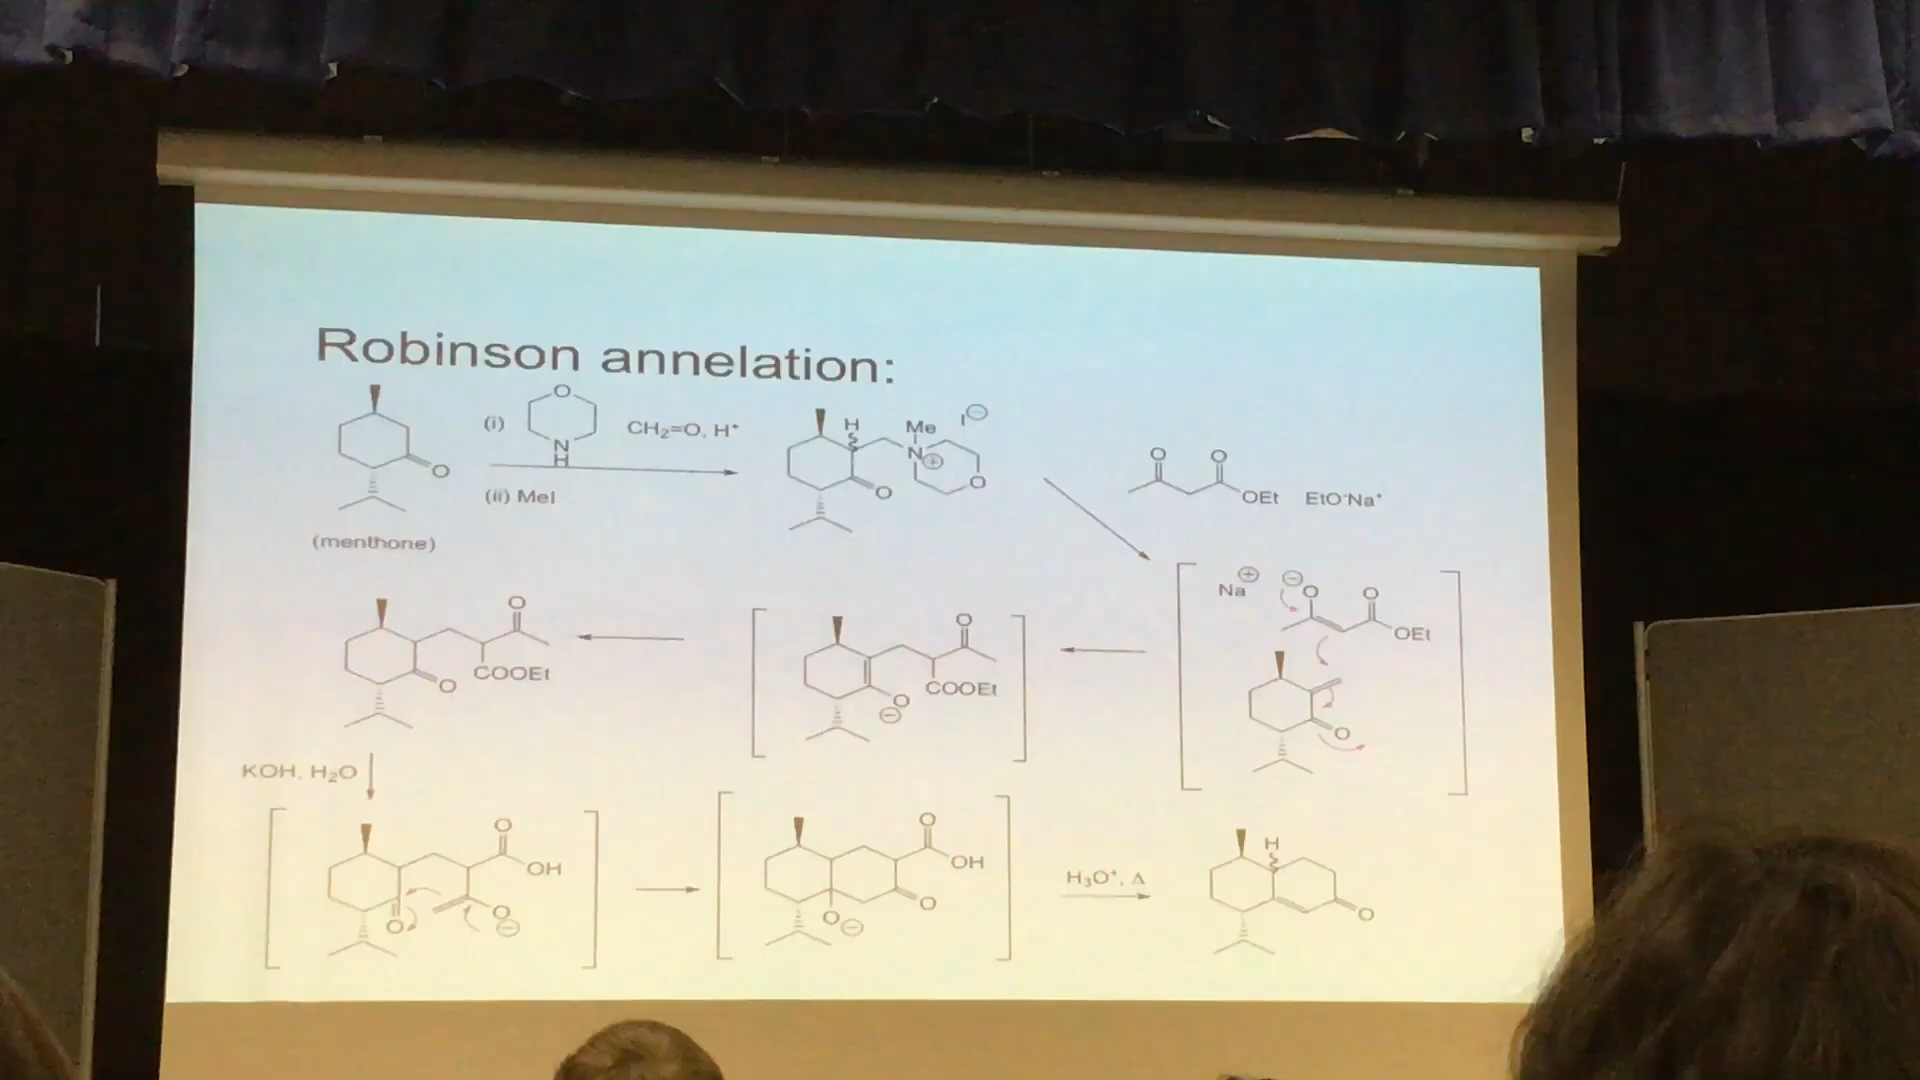 Robinson annelation:
(i)
O
N
H
CH₂=O, H⁺
(ii) MeI
O
(menthone)
H
Me
N⊕
O
O
I⊖
O
O
OEt
EtO⁻Na⁺
Na⊕
⊖O
O
OEt
O
O
COOEt
O
O⊖
O
COOEt
O
KOH, H₂O
O
OH
O
O⊖
O
OH
O
O⊖
H₃O⁺, Δ
H
O